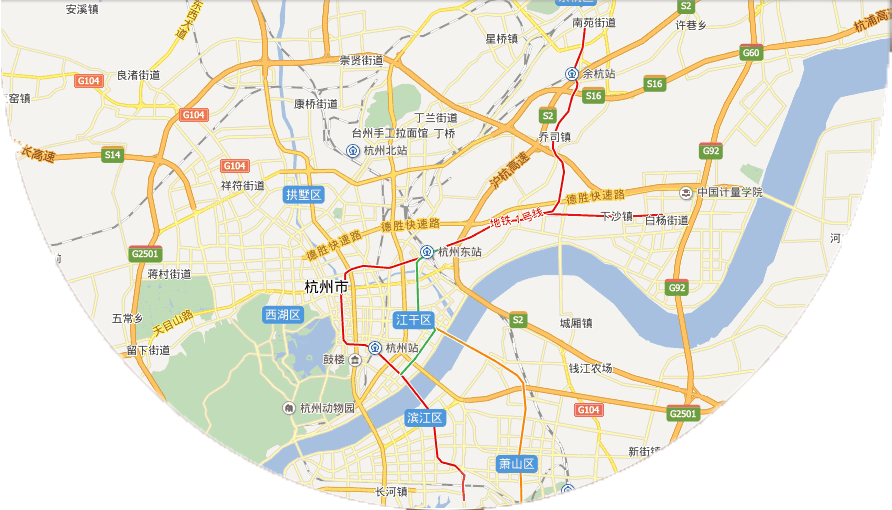 安溪镇
东西大道
南苑街道
S2
许巷乡
杭浦高速
星桥镇
G60
崇贤街道
余杭站
良渚街道
G104
S16
S16
窑镇
康桥街道
G104
丁兰街道
S2
台州手工拉面馆 丁桥
乔司镇
杭州北站
G92
长高速
S14
G104
沪杭高速
祥符街道
拱墅区
德胜快速路
中国计量学院
地铁 1号线
下沙镇
白杨街道
德胜快速路
德胜快速路
河
G2501
杭州东站
蒋村街道
杭州市
G92
五常乡
天目山路
西湖区
江干区
S2
城厢镇
留下街道
鼓楼
杭州站
钱江农场
杭州动物园
滨江区
G104
G2501
新街镇
萧山区
长河镇